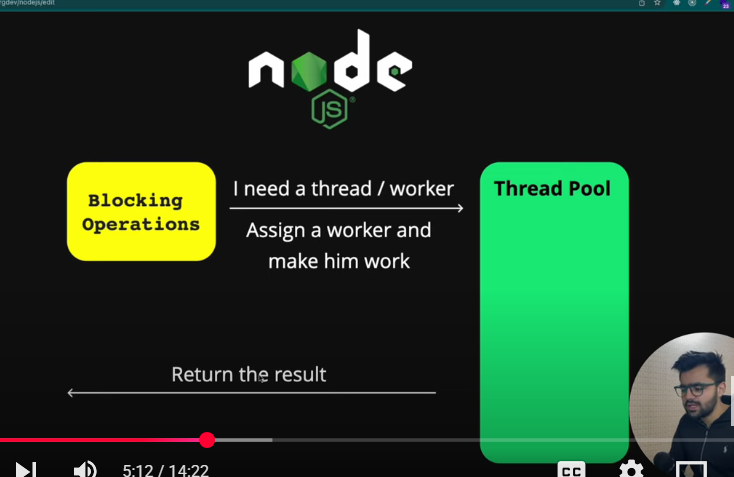 rgdev/nodejs/edit
node
JS
Blocking
Operations
I need a thread / worker
Assign a worker and
make him work
Thread Pool
Return the result
5:12 / 14:22
CC